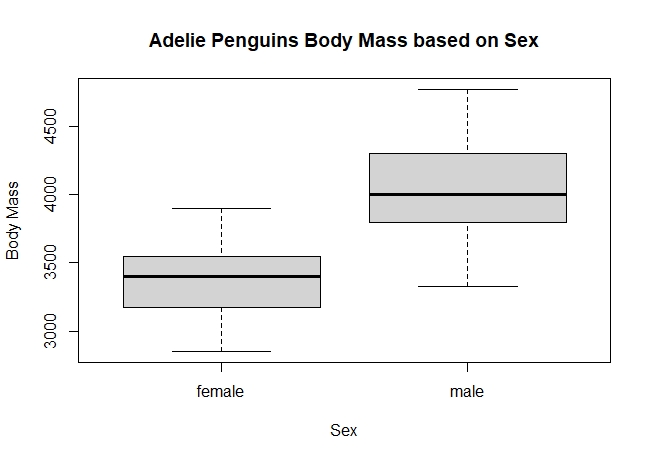 Adelie Penguins Body Mass based on Sex
Body Mass
4500
4000
3500
3000
female male
Sex